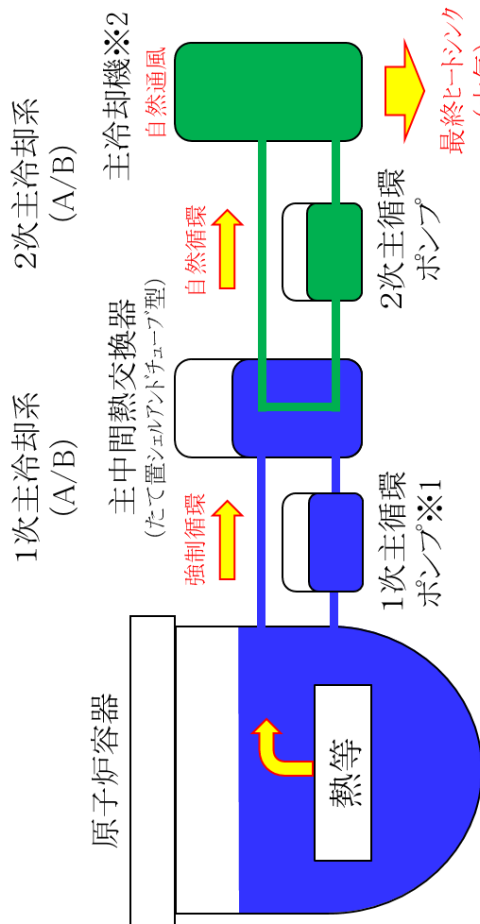 1次主冷却系
(A/B)
2次主冷却系
(A/B)
原子炉容器
主中間熱交換器
(たて置シェルアンドチューブ型)
主冷却機※2
自然通風
強制循環
自然循環
熱等
1次主循環
ポンプ※1
2次主循環
ポンプ
最終ヒートシンク